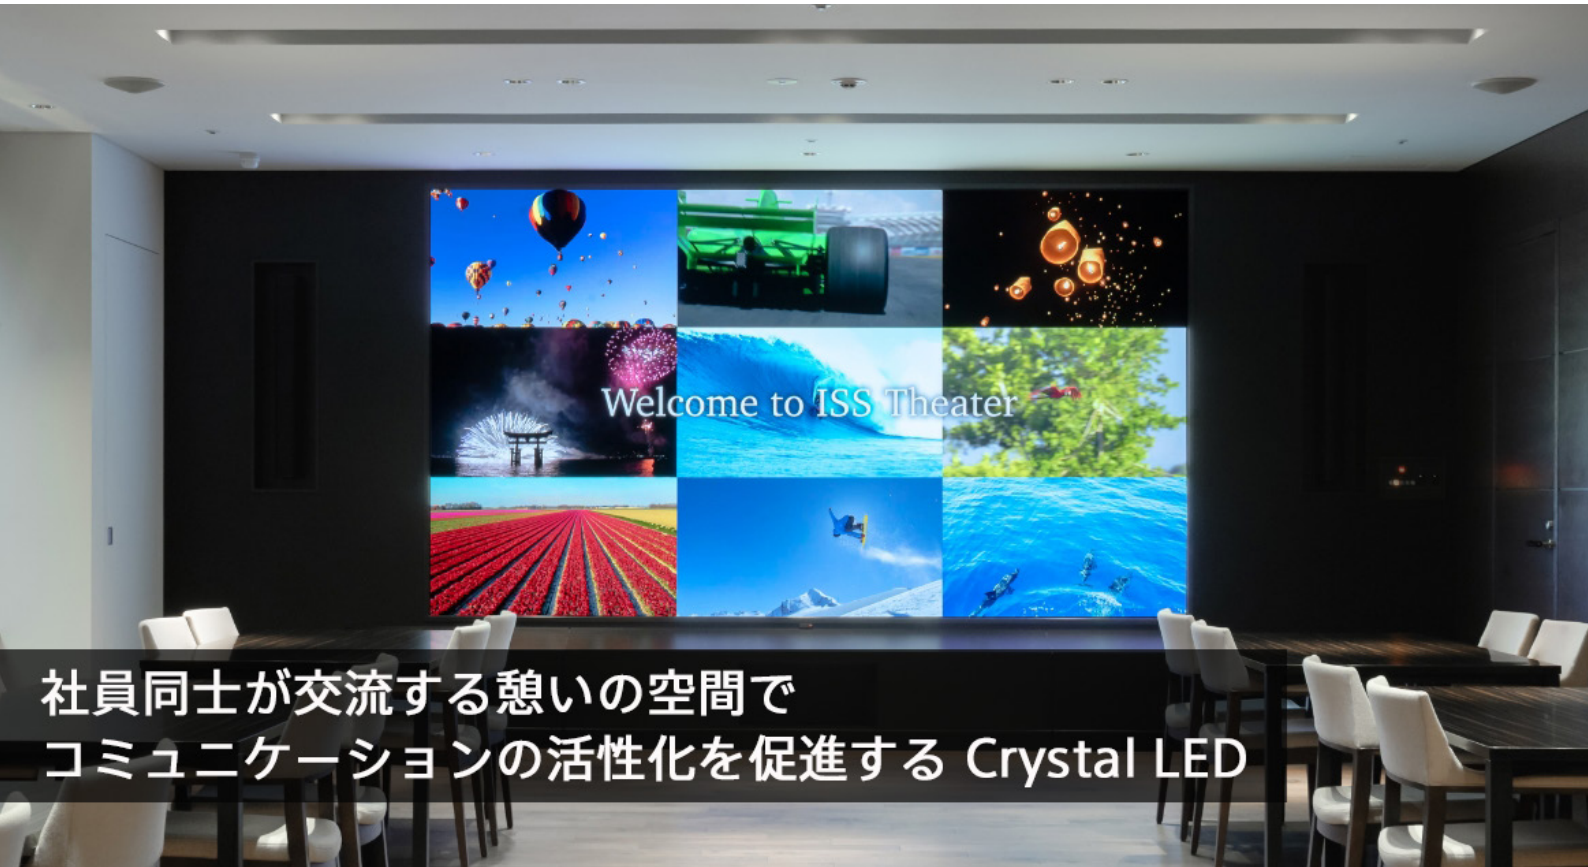 Welcome to ISS Theater
社員同士が交流する憩いの空間で
コミュニケーションの活性化を促進する Crystal LED